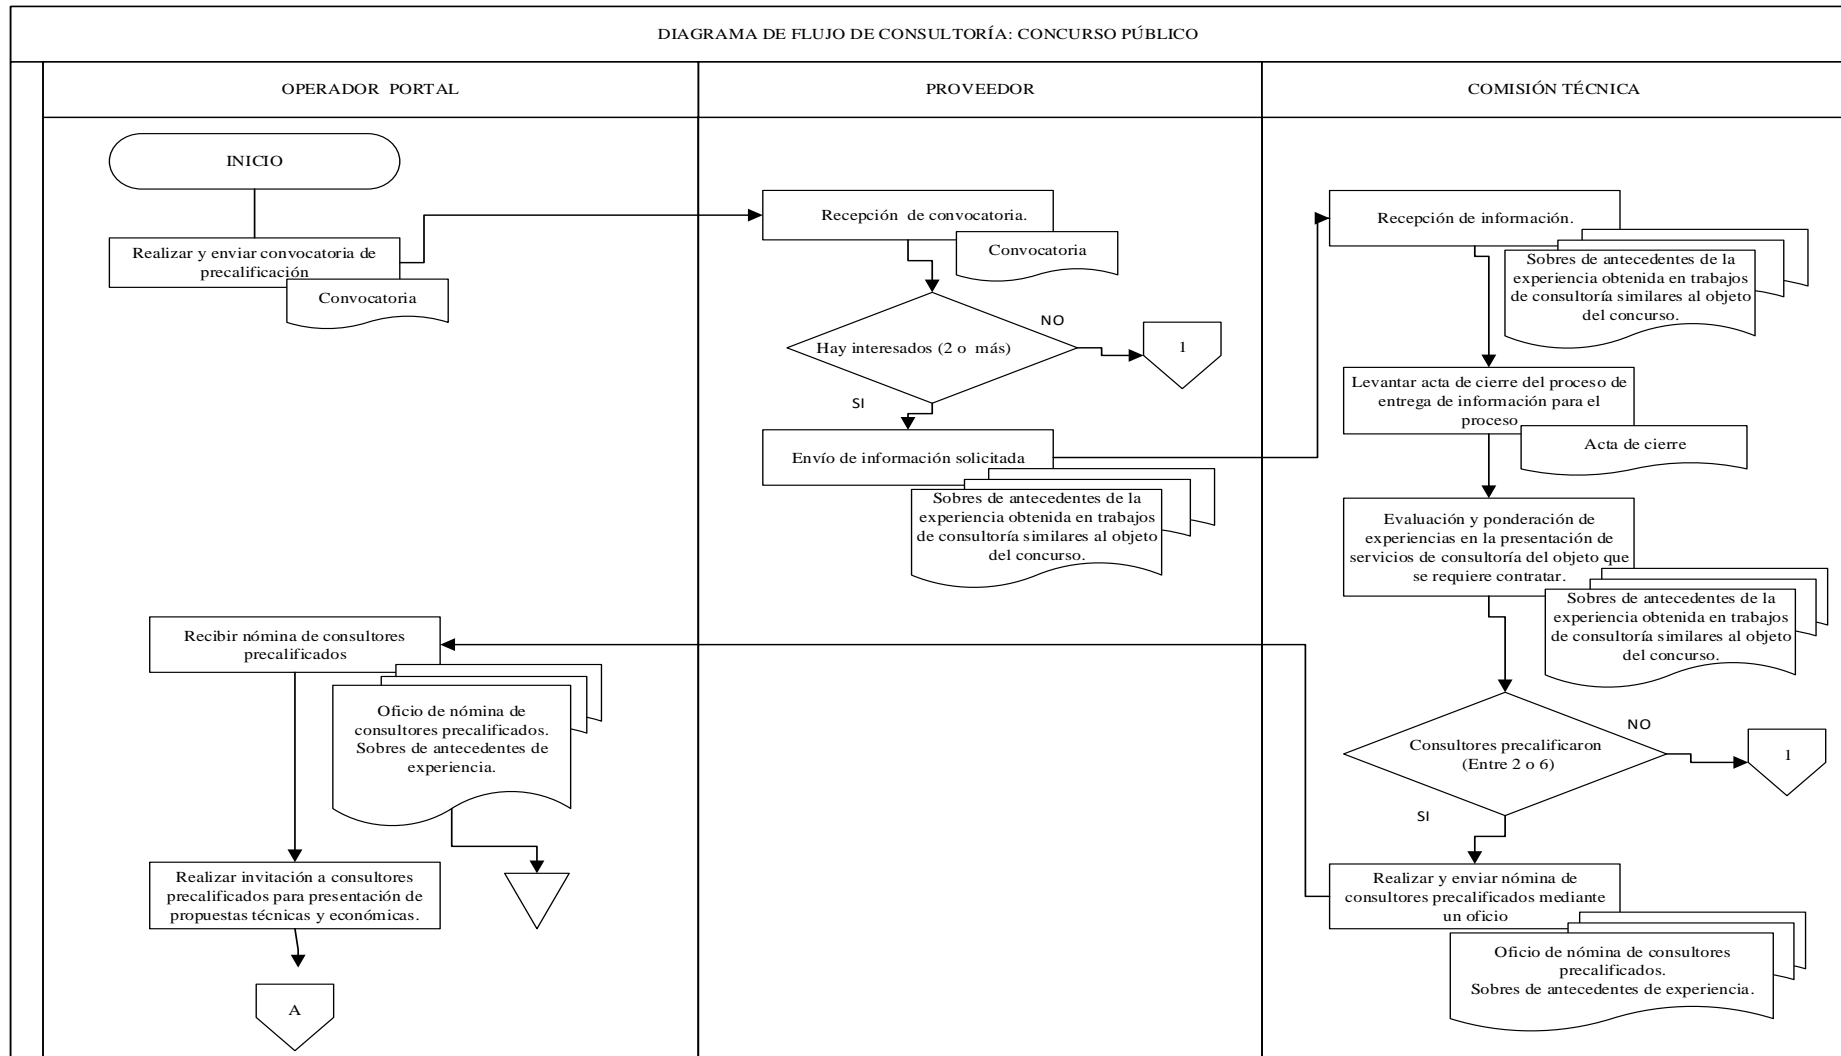 DIAGRAMA DE FLUJO DE CONSULTORÍA: CONCURSO PÚBLICO
OPERADOR PORTAL
PROVEEDOR
COMISIÓN TÉCNICA
INICIO
Realizar y enviar convocatoria de
precalificación
Convocatoria
Recepción de convocatoria.
Convocatoria
Hay interesados (2 o más)
NO
1
SI
Envío de información solicitada
Sobres de antecedentes de la
experiencia obtenida en trabajos
de consultoría similares al objeto
del concurso.
Recepción de información.
Sobres de antecedentes de la
experiencia obtenida en trabajos
de consultoría similares al objeto
del concurso.
Levantar acta de cierre del proceso de
entrega de información para el
proceso
Acta de cierre
Evaluación y ponderación de
experiencias en la presentación de
servicios de consultoría del objeto que
se requiere contratar.
Sobres de antecedentes de la
experiencia obtenida en trabajos
de consultoría similares al objeto
del concurso.
Consultores precalificaron
(Entre 2 o 6)
NO
1
SI
Realizar y enviar nómina de
consultores precalificados mediante
un oficio
Oficio de nómina de consultores
precalificados.
Sobres de antecedentes de experiencia.
Recibir nómina de consultores
precalificados
Oficio de nómina de
consultores precalificados.
Sobres de antecedentes de
experiencia.
Realizar invitación a consultores
precalificados para presentación de
propuestas técnicas y económicas.
A